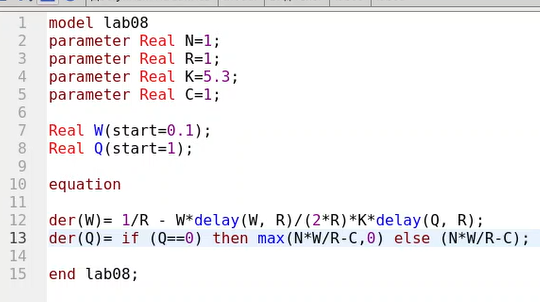 1 model lab08
2 parameter Real N=1;
3 parameter Real R=1;
4 parameter Real K=5.3;
5 parameter Real C=1;
6
7 Real W(start=0.1);
8 Real Q(start=1);
9
10 equation
11
12 der(W)= 1/R - W*delay(W, R)/(2*R)*K*delay(Q, R);
13 der(Q)= if (Q==0) then max(N*W/R-C,0) else (N*W/R-C);
14
15 end lab08;